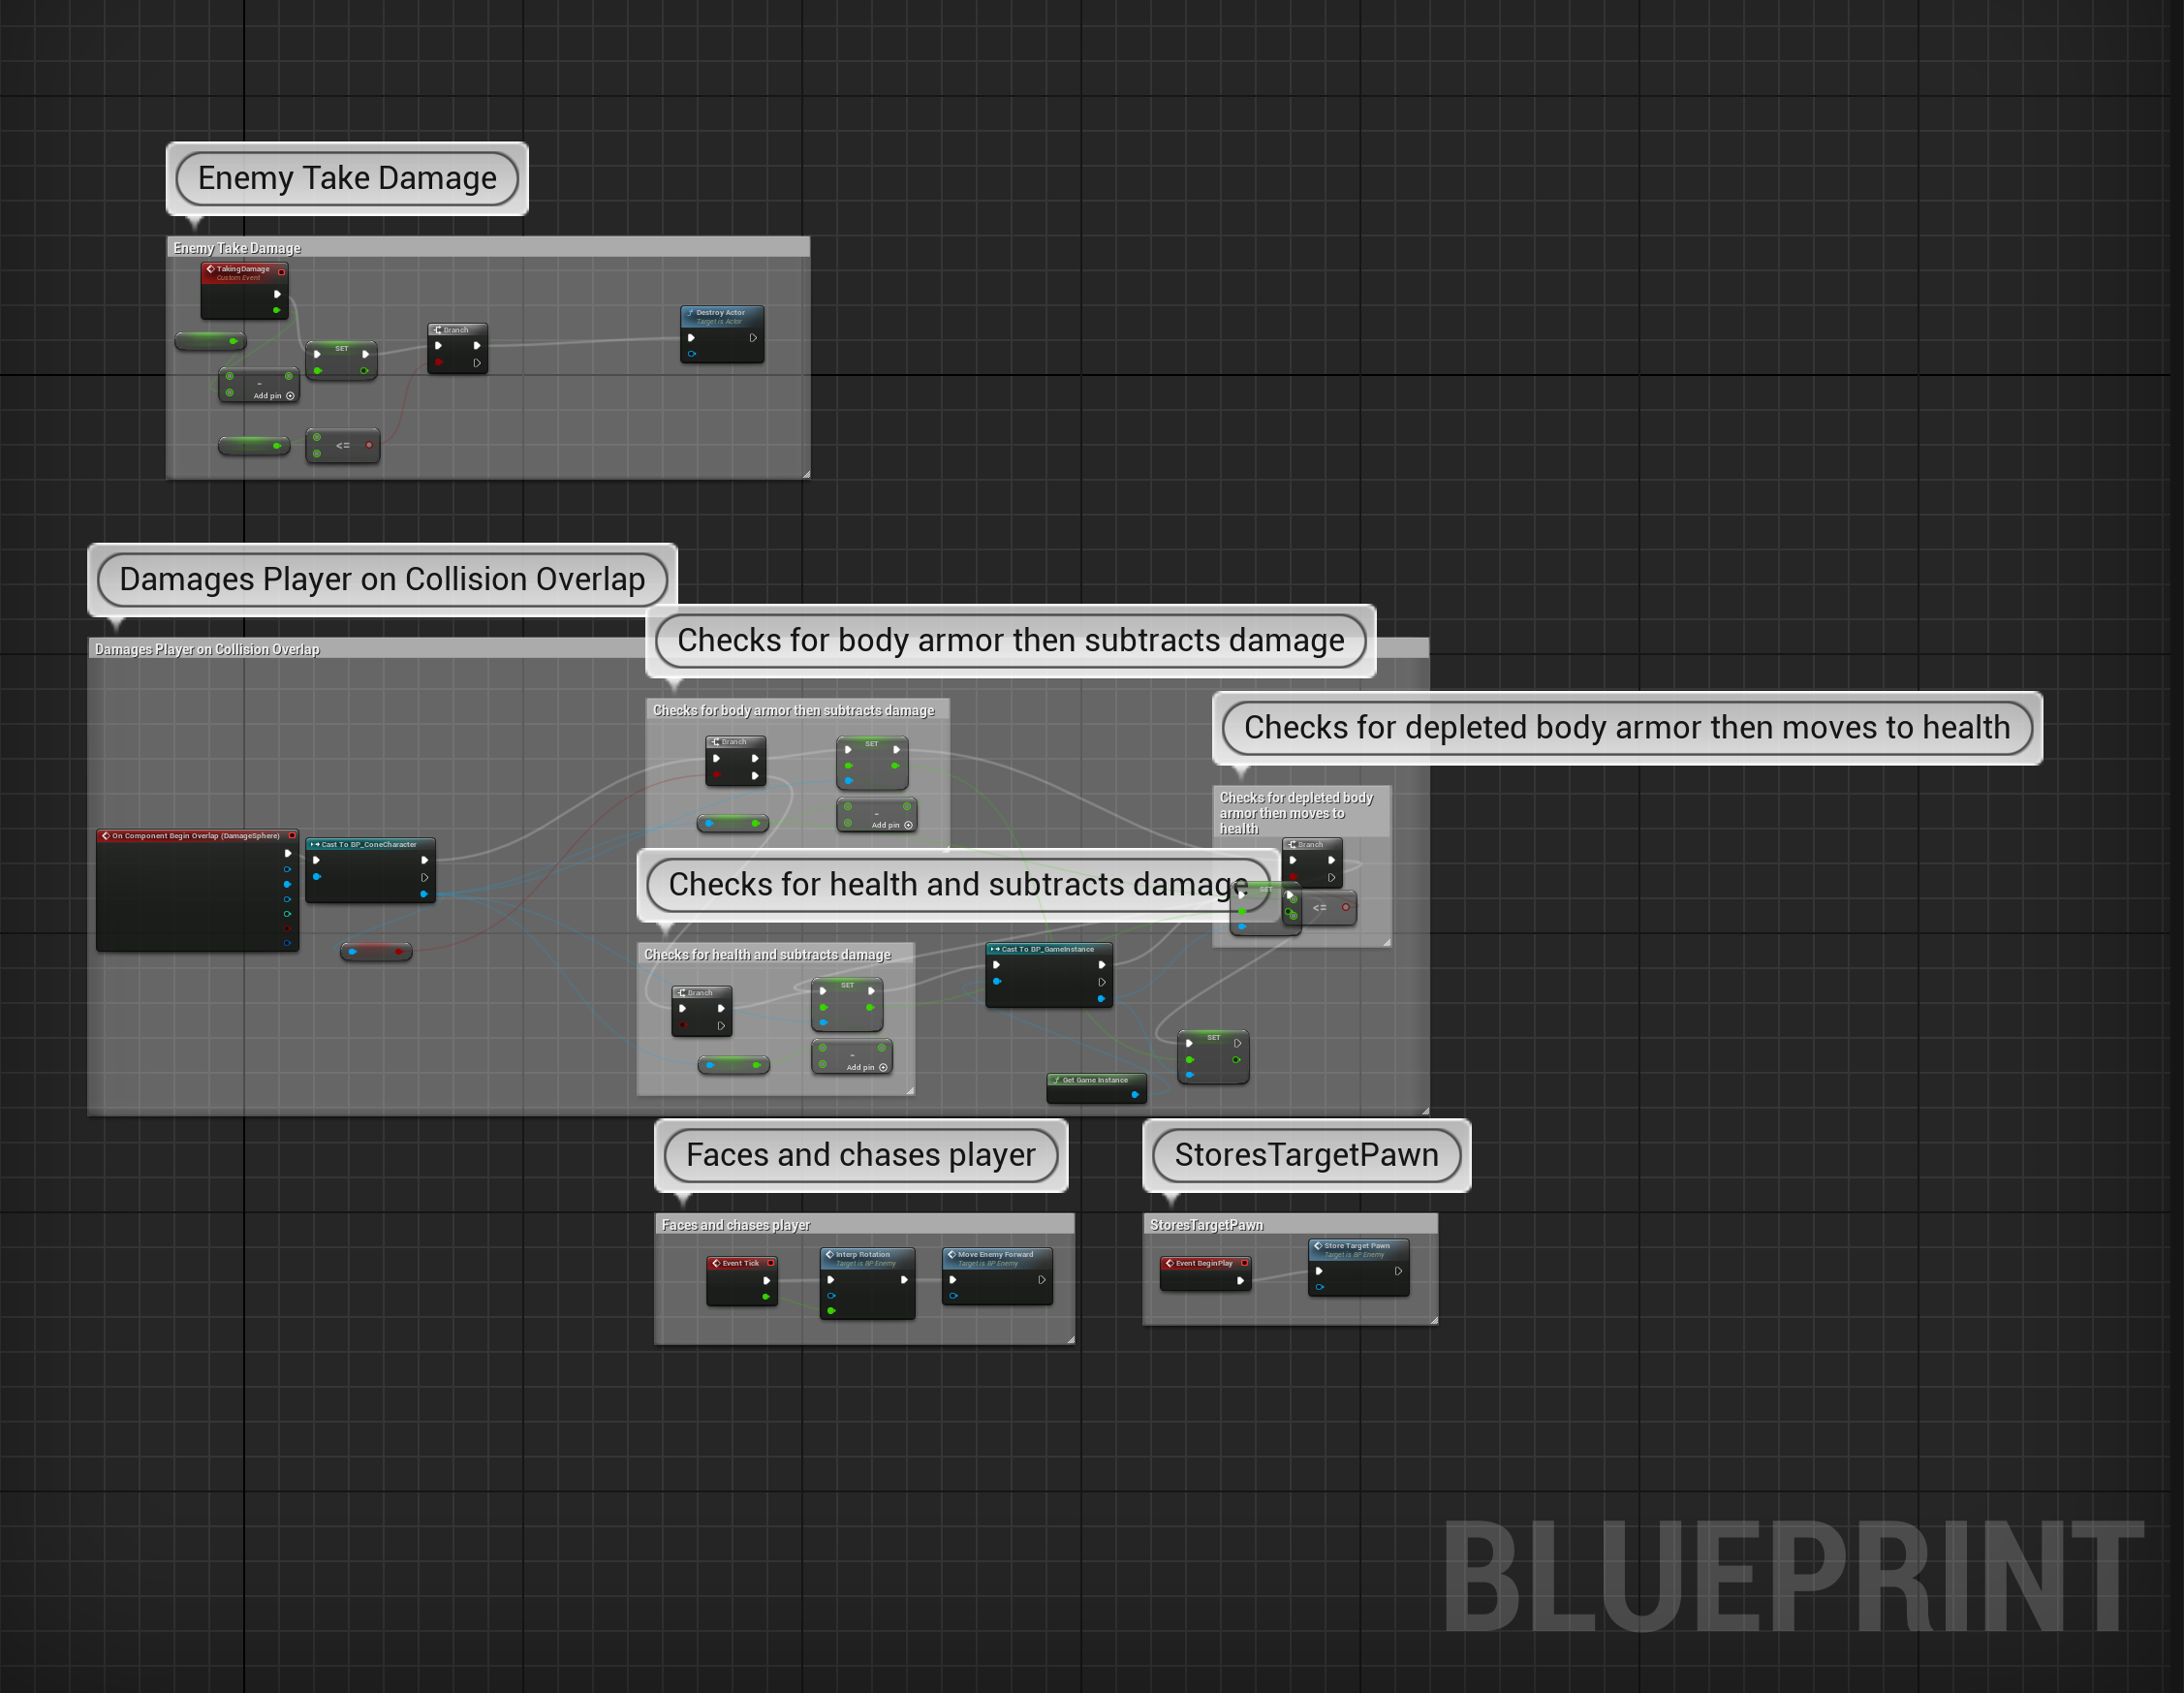 Enemy Take Damage
Enemy Take Damage
TakingDamage
Custom Event
SET
-
Add pin
<=
Branch
Destroy Actor
Target is Actor
Damages Player on Collision Overlap
Damages Player on Collision Overlap
Checks for body armor then subtracts damage
Checks for body armor then subtracts damage
Branch
SET
-
Add pin
Checks for depleted body armor then moves to health
Checks for depleted body
armor then moves to
health
Branch
SET
<=
On Component Begin Overlap (DamageSphere)
Cast To BP_ConeCharacter
Checks for health and subtracts damage
Checks for health and subtracts damage
Branch
SET
-
Add pin
Cast To BP_GameInstance
SET
Get Game Instance
Faces and chases player
Faces and chases player
Event Tick
Interp Rotation
Target is BP Enemy
Move Enemy Forward
Target is BP Enemy
StoresTargetPawn
StoresTargetPawn
Event BeginPlay
Store Target Pawn
Target is BP Enemy
BLUEPRINT